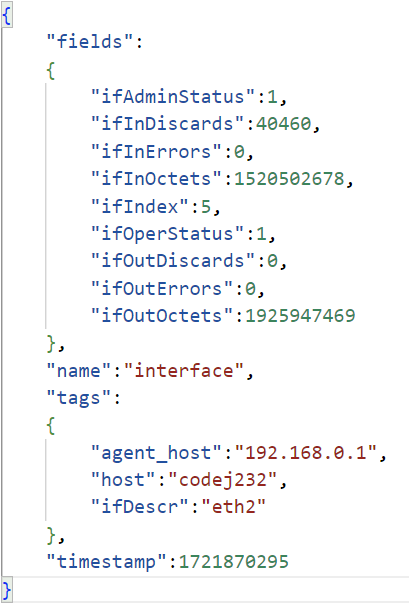 {
"fields":
{
"ifAdminStatus":1,
"ifInDiscards":40460,
"ifInErrors":0,
"ifInOctets":1520502678,
"ifIndex":5,
"ifOperStatus":1,
"ifOutDiscards":0,
"ifOutErrors":0,
"ifOutOctets":1925947469
},
"name":"interface",
"tags":
{
"agent_host":"192.168.0.1",
"host":"codej232",
"ifDescr":"eth2"
},
"timestamp":1721870295
}